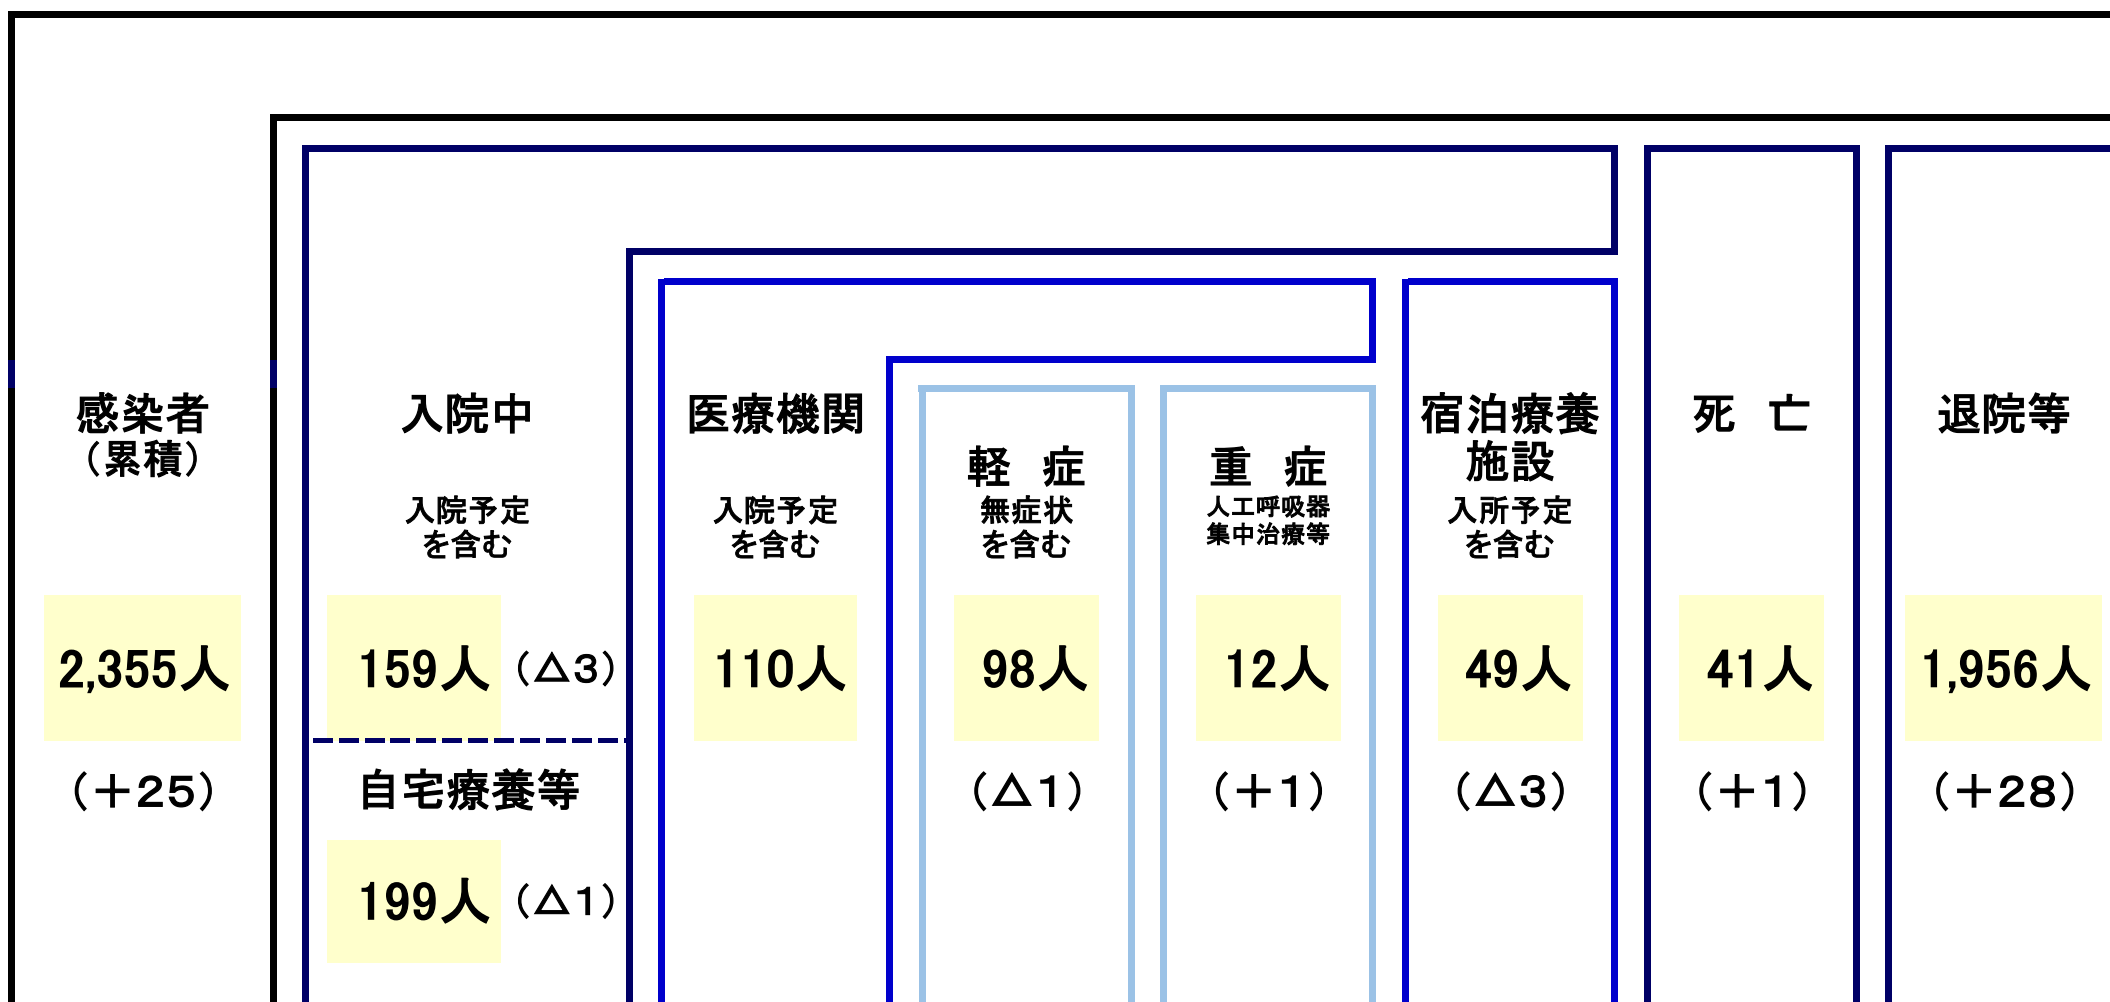 感染者
（累積）
2,355人
（＋25）
入院中
入院予定
を含む
159人（△3）
自宅療養等
199人（△1）
医療機関
入院予定
を含む
110人
軽　症
無症状
を含む
98人
（△1）
重　症
人工呼吸器
集中治療等
12人
（＋1）
宿泊療養
施設
入所予定
を含む
49人
（△3）
死　亡
41人
（＋1）
退院等
1,956人
（＋28）